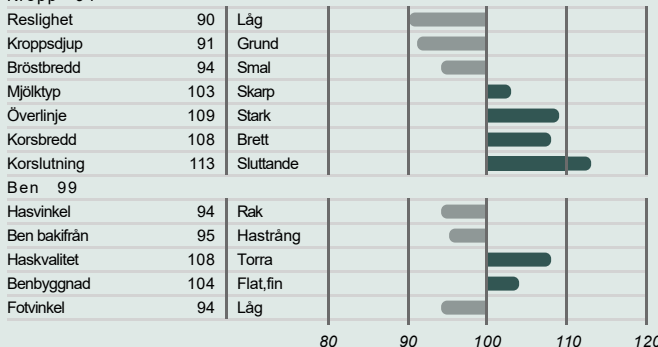 Reslighet 90 Låg
Kroppsdjup 91 Grund
Bröstbredd 94 Smal
Mjölktyp 103 Skarp
Överlinje 109 Stark
Korsbredd 108 Brett
Korslutning 113 Sluttande
Ben 99
Hasvinkel 94 Rak
Ben bakifrån 95 Hastrång
Haskvalitet 108 Torra
Benbyggnad 104 Flat,fin
Fotvinkel 94 Låg
80 90 100 110 120